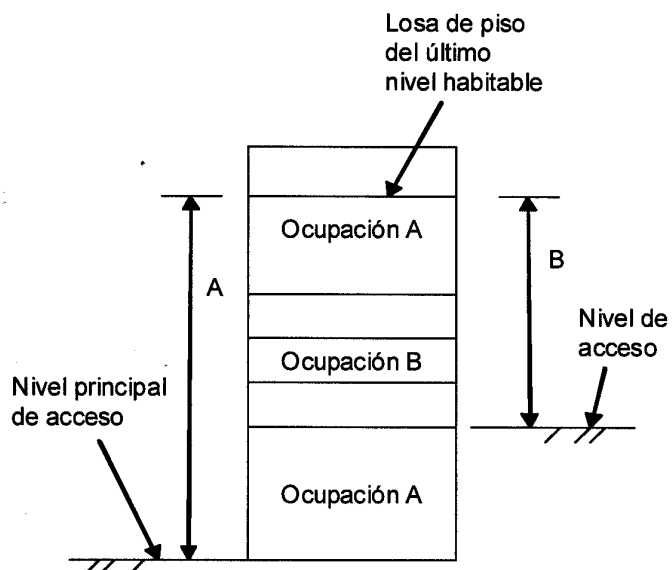 Losa de piso
del último
nivel habitable
Ocupación A
A
B
Nivel de
acceso
Ocupación B
Nivel principal
de acceso
Ocupación A